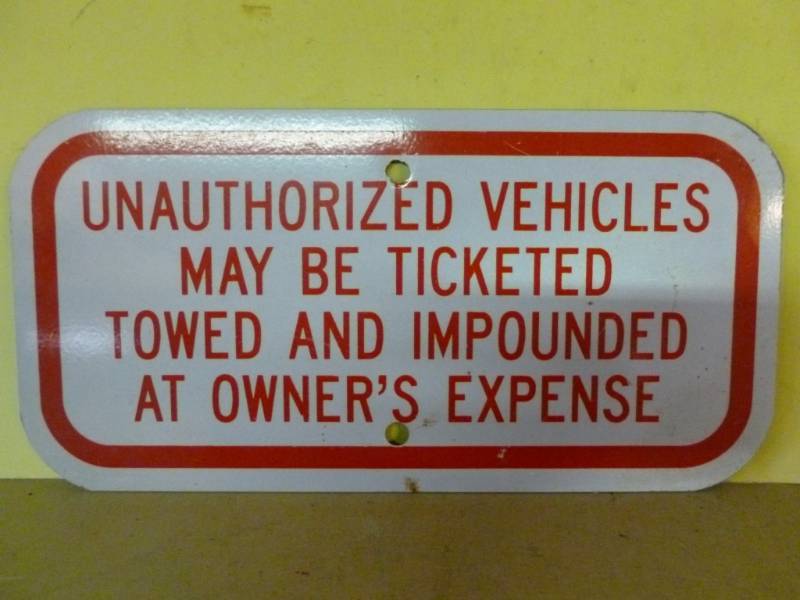 UNAUTHORIZED VEHICLES
MAY BE TICKETED
TOWED AND IMPOUNDED
AT OWNER'S EXPENSE